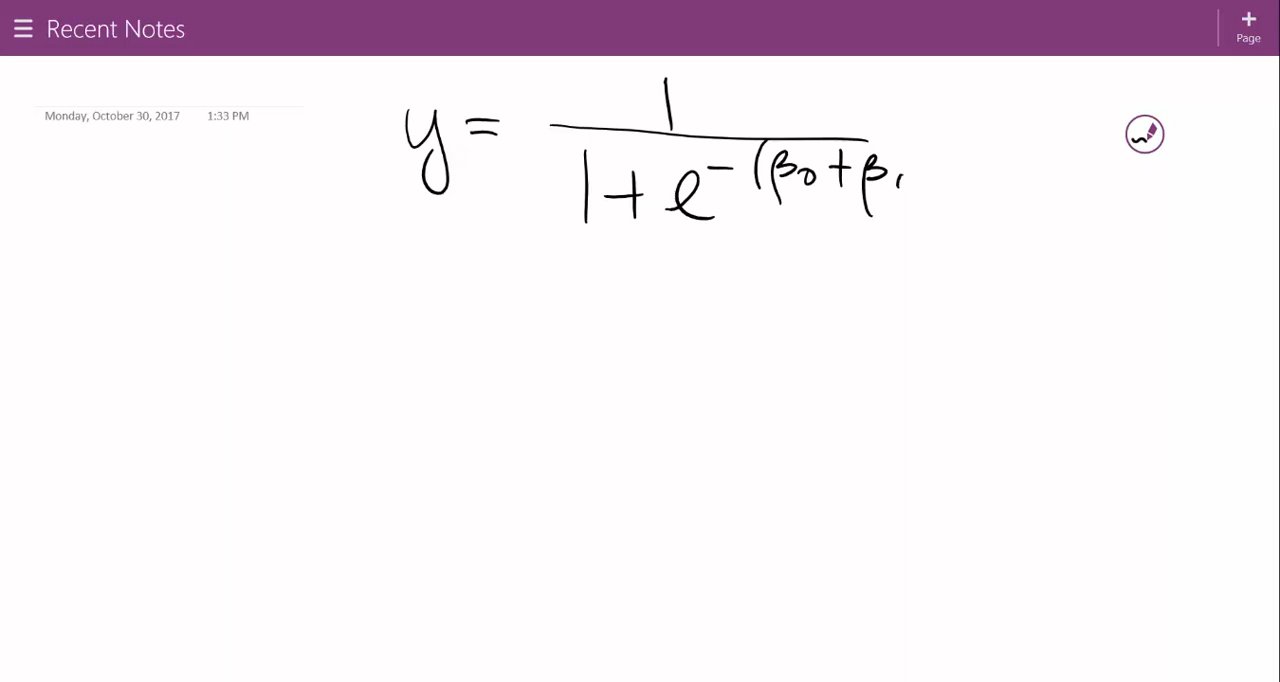 Recent Notes
+
Page
Monday, October 30, 2017 1:33 PM
y = 1 / 1 + e^-(β0 + β1